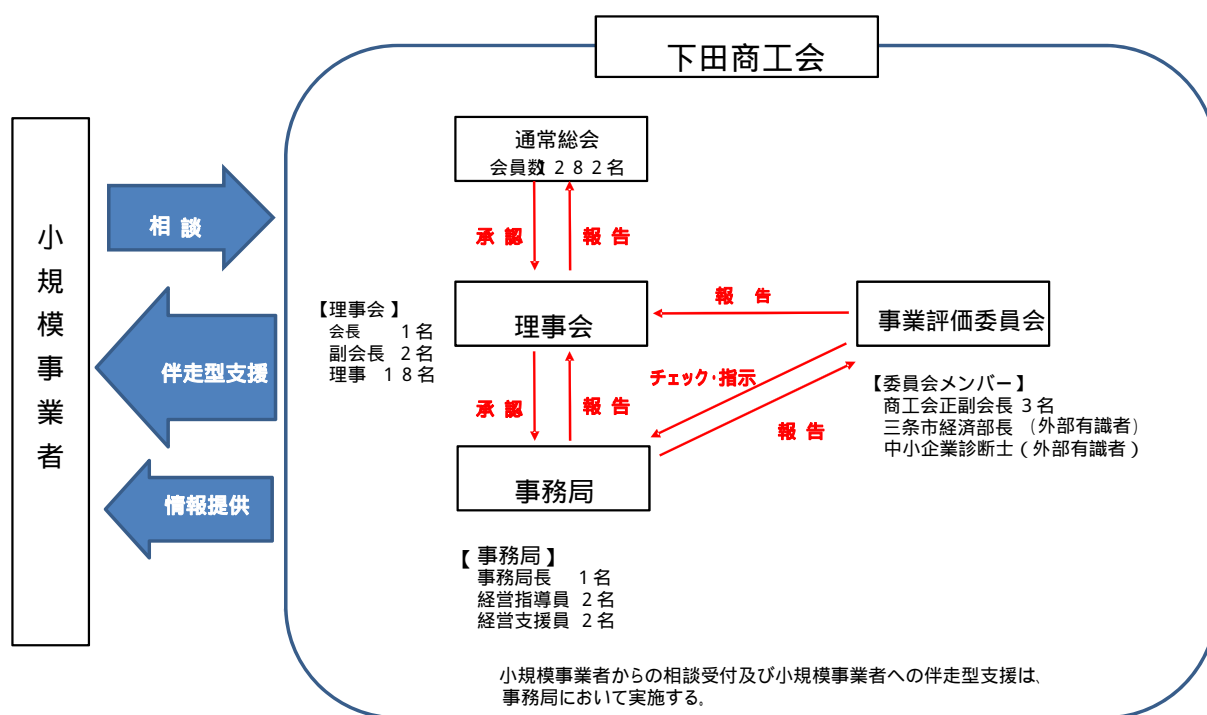 下田商工会
小規模事業者
通常総会
会員数２８２名
相 談
承 認
報 告
【理事会】
会長 １名
副会長 ２名
理事 １８名
理事会
報 告
事業評価委員会
伴走型支援
チェック・指示
【委員会メンバー】
商工会正副会長 ３名
三条市経済部長 (外部有識者)
中小企業診断士(外部有識者)
承 認
報 告
報 告
事務局
情報提供
【 事務局】
事務局長 １名
経営指導員 ２名
経営支援員 ２名
小規模事業者からの相談受付及び小規模事業者への伴走型支援は、
事務局において実施する。